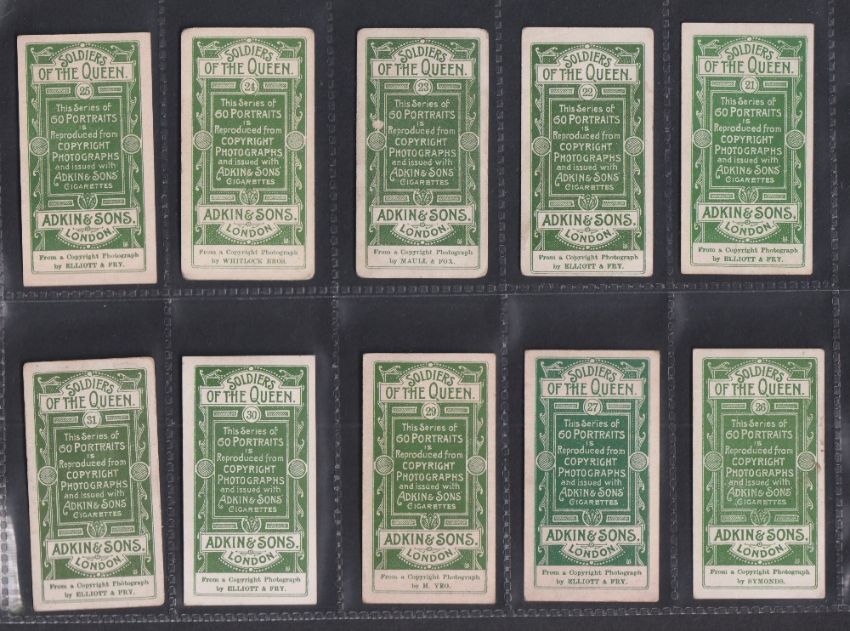 SOLDIERS
OF THE QUEEN.
25
This Series of
60 PORTRAITS
IS
Reproduced from
COPYRIGHT
PHOTOGRAPHS
and issued with
ADKIN & SONS'
CIGARETTES
ADKIN & SONS.
LONDON
From a Copyright Photograph
by ELLIOTT & FRY.
SOLDIERS
OF THE QUEEN.
24
This Series of
60 PORTRAITS
IS
Reproduced from
COPYRIGHT
PHOTOGRAPHS
and issued with
ADKIN & SONS'
CIGARETTES
ADKIN & SONS.
LONDON
From a Copyright Photograph
by WHITLOCK BROS.
SOLDIERS
OF THE QUEEN.
23
This Series of
60 PORTRAITS
IS
Reproduced from
COPYRIGHT
PHOTOGRAPHS
and issued with
ADKIN & SONS'
CIGARETTES
ADKIN & SONS.
LONDON
From a Copyright Photograph
by MAULL & FOX.
SOLDIERS
OF THE QUEEN.
22
This Series of
60 PORTRAITS
IS
Reproduced from
COPYRIGHT
PHOTOGRAPHS
and issued with
ADKIN & SONS'
CIGARETTES
ADKIN & SONS.
LONDON
From a Copyright Photograph
by ELLIOTT & FRY.
SOLDIERS
OF THE QUEEN.
21
This Series of
60 PORTRAITS
IS
Reproduced from
COPYRIGHT
PHOTOGRAPHS
and issued with
ADKIN & SONS'
CIGARETTES
ADKIN & SONS.
LONDON
From a Copyright Photograph
by ELLIOTT & FRY.
SOLDIERS
OF THE QUEEN.
31
This Series of
60 PORTRAITS
IS
Reproduced from
COPYRIGHT
PHOTOGRAPHS
and issued with
ADKIN & SONS'
CIGARETTES
ADKIN & SONS.
LONDON
From a Copyright Photograph
by ELLIOTT & FRY.
SOLDIERS
OF THE QUEEN.
30
This Series of
60 PORTRAITS
IS
Reproduced from
COPYRIGHT
PHOTOGRAPHS
and issued with
ADKIN & SONS'
CIGARETTES
ADKIN & SONS.
LONDON
From a Copyright Photograph
by ELLIOTT & FRY.
SOLDIERS
OF THE QUEEN.
29
This Series of
60 PORTRAITS
IS
Reproduced from
COPYRIGHT
PHOTOGRAPHS
and issued with
ADKIN & SONS'
CIGARETTES
ADKIN & SONS.
LONDON
From a Copyright Photograph
by H. YEO.
SOLDIERS
OF THE QUEEN.
27
This Series of
60 PORTRAITS
IS
Reproduced from
COPYRIGHT
PHOTOGRAPHS
and issued with
ADKIN & SONS'
CIGARETTES
ADKIN & SONS.
LONDON
From a Copyright Photograph
by ELLIOTT & FRY.
SOLDIERS
OF THE QUEEN.
36
This Series of
60 PORTRAITS
IS
Reproduced from
COPYRIGHT
PHOTOGRAPHS
and issued with
ADKIN & SONS'
CIGARETTES
ADKIN & SONS.
LONDON
From a Copyright Photograph
by SYMONDS.